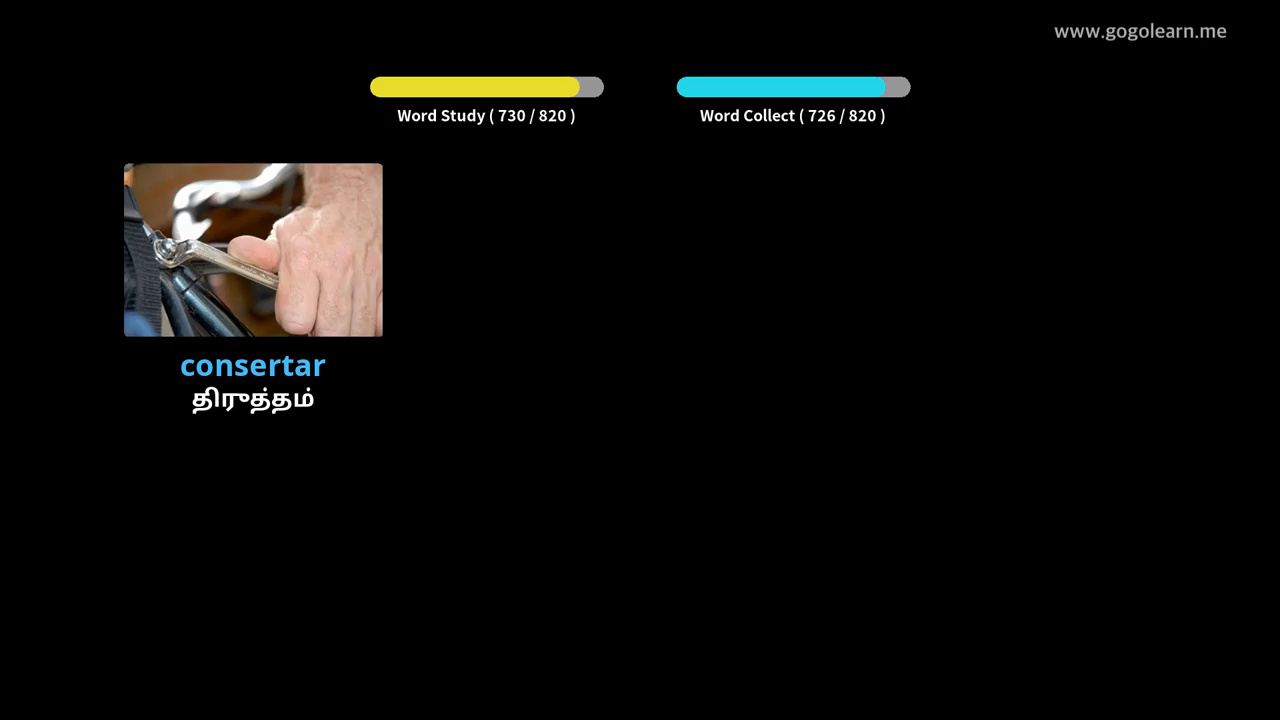 www.gogolearn.me
Word Study ( 730 / 820 )
Word Collect ( 726 / 820 )
consertar
திருத்தம்